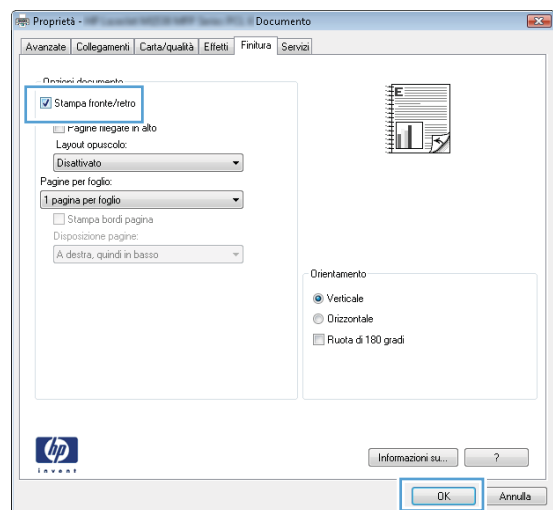 Proprietà - Documento
Avanzate Collegamenti Carta/qualità Effetti Finitura Servizi
Opzioni documento
Stampa fronte/retro
Pagine rilegate in alto
Layout opuscolo:
Disattivato
Pagine per foglio:
1 pagina per foglio
Stampa bordi pagina
Disposizione pagine:
A destra, quindi in basso
E
Orientamento
Verticale
Orizzontale
Ruota di 180 gradi
hp
invent
Informazioni su... ?
OK Annulla